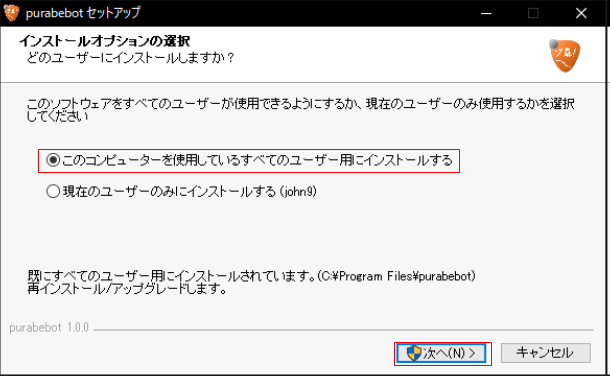 purabebot セットアップ
インストールオプションの選択
どのユーザーにインストールしますか？
このソフトウェアをすべてのユーザーが使用できるようにするか、現在のユーザーのみ使用するかを選択
してください
このコンピューターを使用しているすべてのユーザー用にインストールする
現在のユーザーのみにインストールする (john9)
既にすべてのユーザー用にインストールされています。(C:¥Program Files¥purabebot)
再インストール/アップグレードします。
purabebot 1.0.0
次へ(N) >
キャンセル